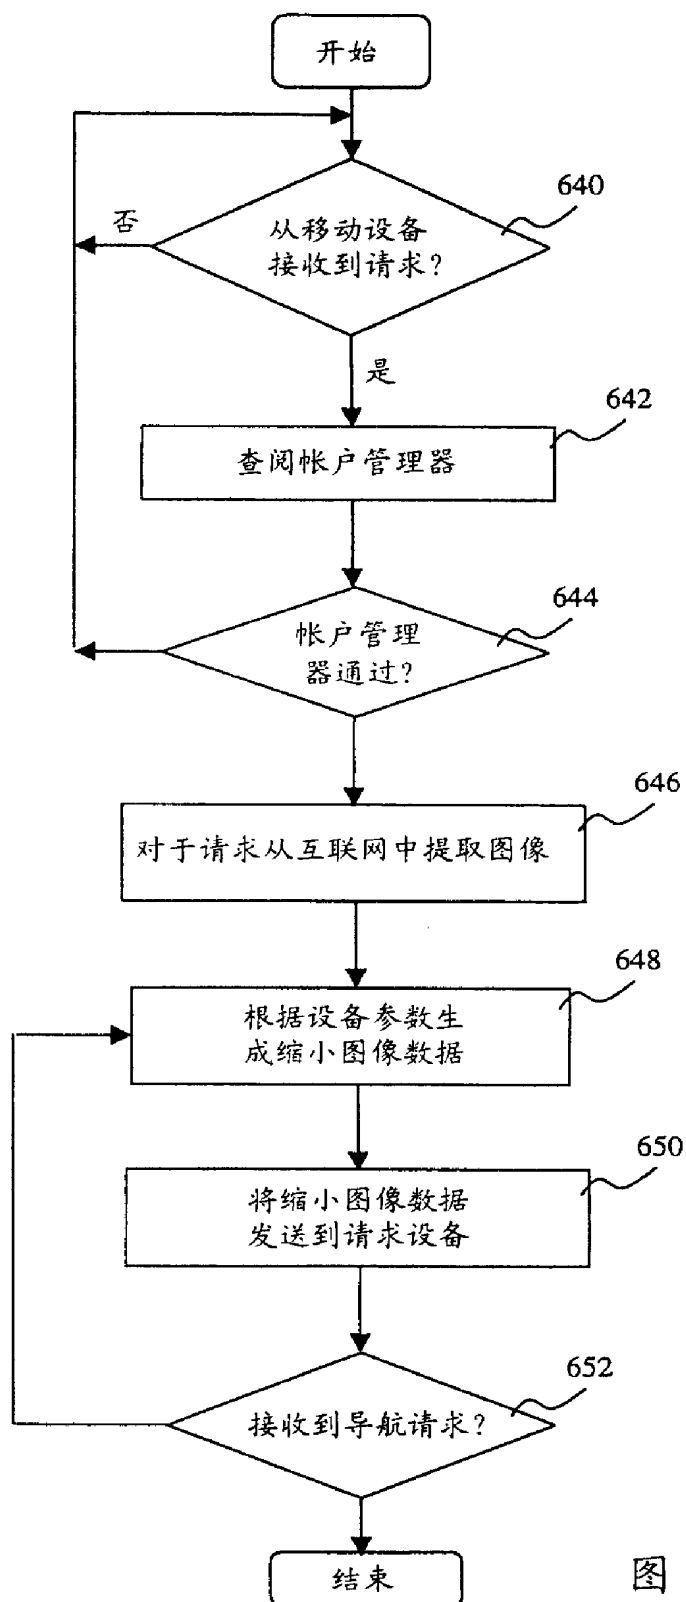 开始
640
否
从移动设备
接收到请求?
是
642
查阅帐户管理器
644
帐户管理
器通过?
646
对于请求从互联网中提取图像
648
根据设备参数生
成缩小图像数据
650
将缩小图像数据
发送到请求设备
652
接收到导航请求?
结束
图